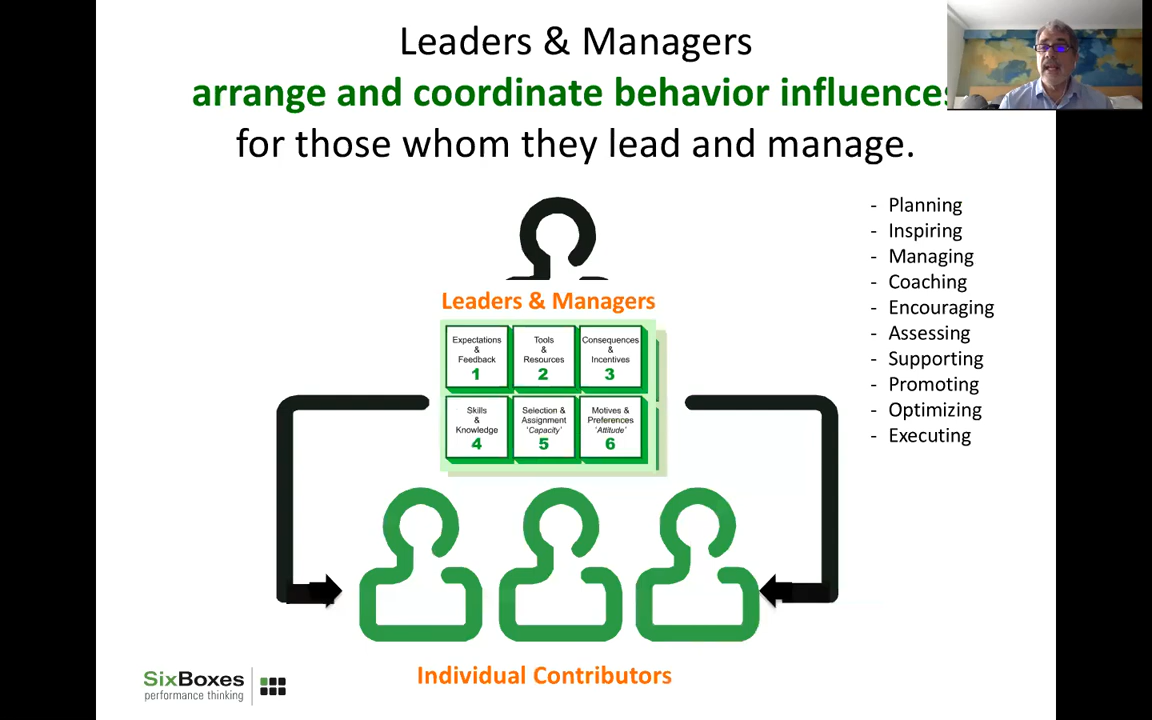 Leaders & Managers
arrange and coordinate behavior influences
for those whom they lead and manage.
- Planning
- Inspiring
- Managing
- Coaching
- Encouraging
- Assessing
- Supporting
- Promoting
- Optimizing
- Executing
Leaders & Managers
Expectations
&
Feedback
1
Tools
&
Resources
2
Consequences
&
Incentives
3
Skills
&
Knowledge
4
Selection &
Assignment
'Capacity'
5
Motives &
Preferences
'Attitude'
6
Individual Contributors
SixBoxes
performance thinking